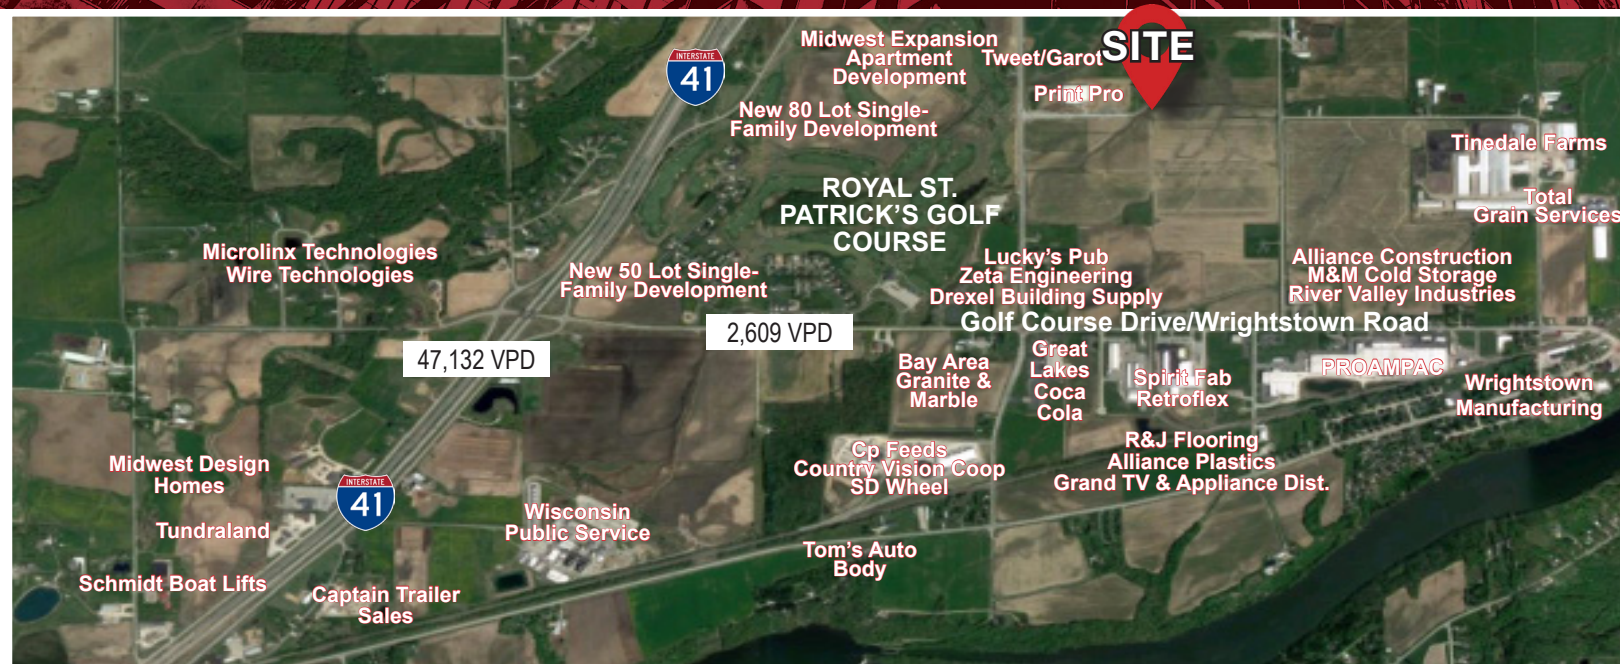 INTERSTATE
41
Midwest Expansion
Apartment
Development
Tweet/Garot
SITE
Print Pro
New 80 Lot Single-
Family Development
Tinedale Farms
ROYAL ST.
PATRICK'S GOLF
COURSE
Total
Grain Services
Microlinx Technologies
Wire Technologies
New 50 Lot Single-
Family Development
Lucky's Pub
Zeta Engineering
Drexel Building Supply
Alliance Construction
M&M Cold Storage
River Valley Industries
Golf Course Drive/Wrightstown Road
2,609 VPD
47,132 VPD
Bay Area
Granite &
Marble
Great
Lakes
Coca
Cola
Spirit Fab
Retroflex
PROAMPAC
Wrightstown
Manufacturing
Midwest Design
Homes
INTERSTATE
41
Cp Feeds
Country Vision Coop
SD Wheel
R&J Flooring
Alliance Plastics
Grand TV & Appliance Dist.
Tundraland
Wisconsin
Public Service
Tom's Auto
Body
Schmidt Boat Lifts
Captain Trailer
Sales